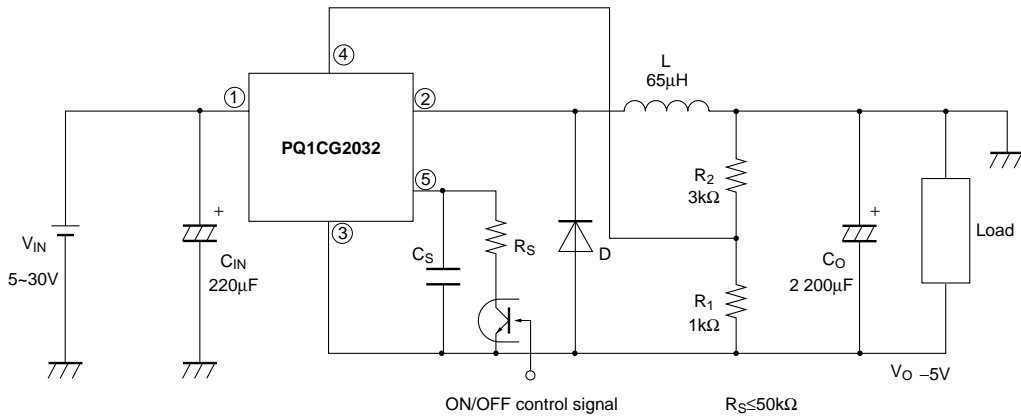 ④
L
65µH
①
②
PQ1CG2032
⑤
R2
3kΩ
③
+
+
VIN
RS
Load
CIN
CS
D
CO
5~30V
220µF
R1
2 200µF
1kΩ
VO –5V
ON/OFF control signal
RS≤50kΩ